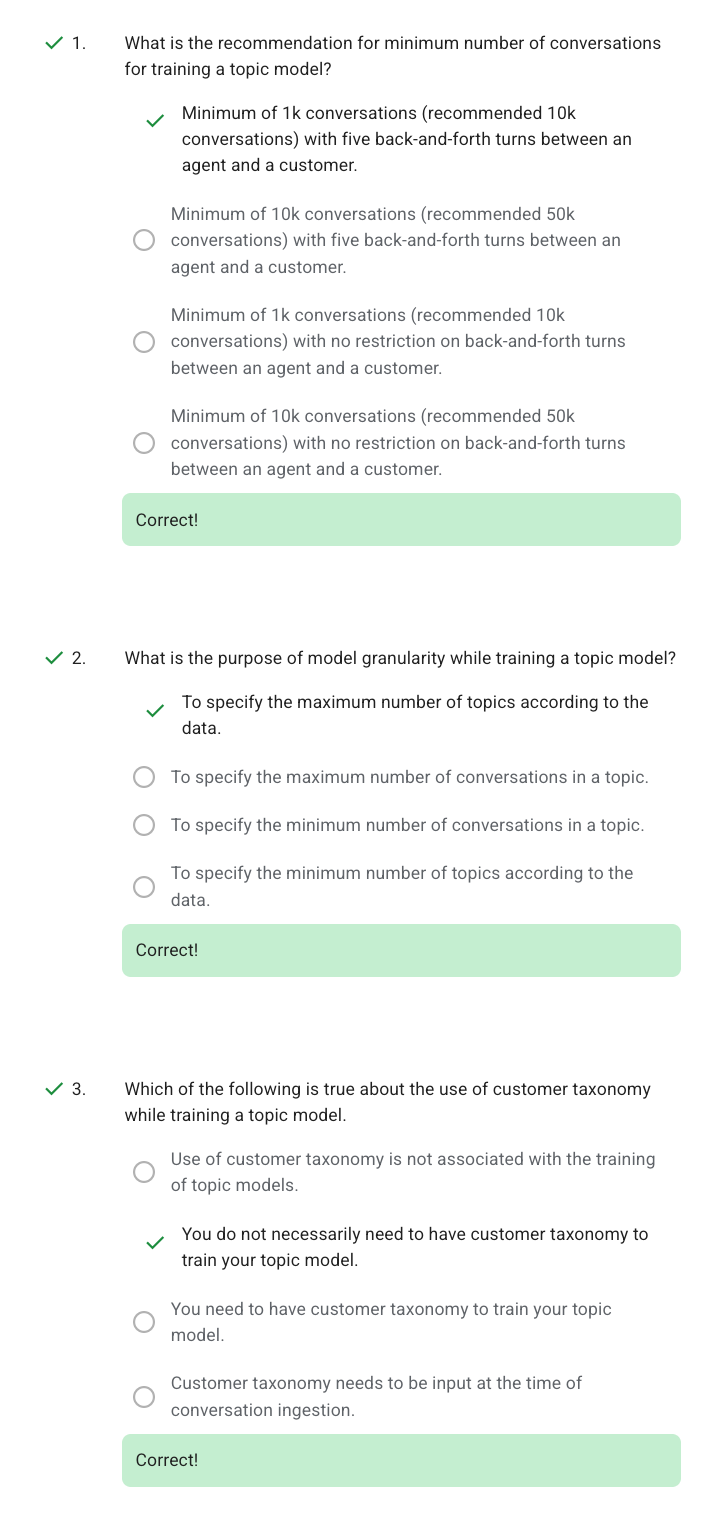 1. What is the recommendation for minimum number of conversations
for training a topic model?
Minimum of 1k conversations (recommended 10k
conversations) with five back-and-forth turns between an
agent and a customer.
Minimum of 10k conversations (recommended 50k
conversations) with five back-and-forth turns between an
agent and a customer.
Minimum of 1k conversations (recommended 10k
conversations) with no restriction on back-and-forth turns
between an agent and a customer.
Minimum of 10k conversations (recommended 50k
conversations) with no restriction on back-and-forth turns
between an agent and a customer.
Correct!
2. What is the purpose of model granularity while training a topic model?
To specify the maximum number of topics according to the
data.
To specify the maximum number of conversations in a topic.
To specify the minimum number of conversations in a topic.
To specify the minimum number of topics according to the
data.
Correct!
3. Which of the following is true about the use of customer taxonomy
while training a topic model.
Use of customer taxonomy is not associated with the training
of topic models.
You do not necessarily need to have customer taxonomy to
train your topic model.
You need to have customer taxonomy to train your topic
model.
Customer taxonomy needs to be input at the time of
conversation ingestion.
Correct!